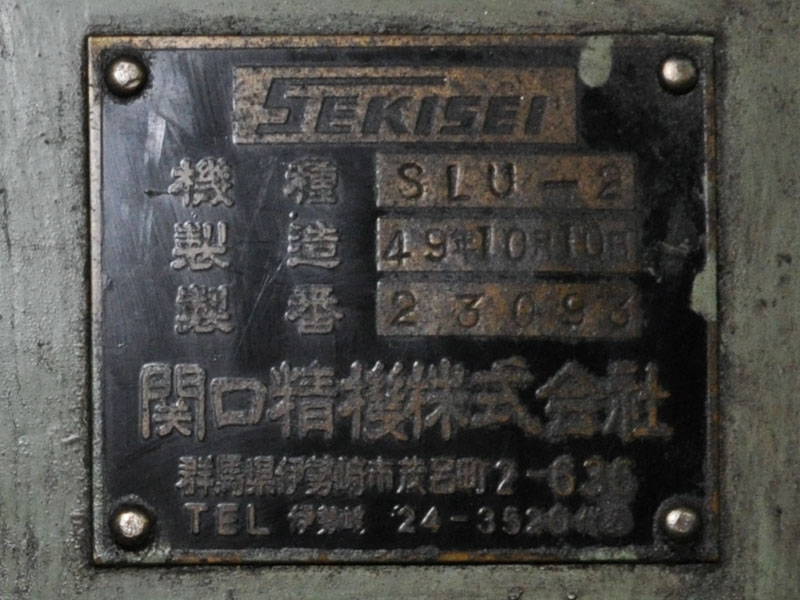 SEKISEI
機種 SLU-2
製造 49年10月10日
製番 23093
関口精機株式会社
群馬県伊勢崎市茂呂町2-636
TEL 伊勢崎 24-3520